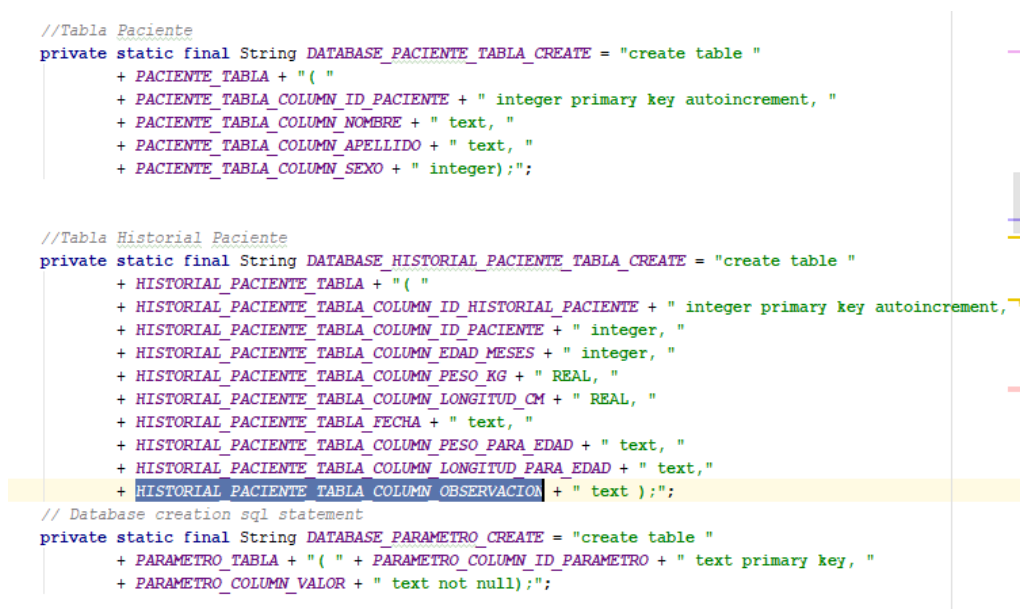 //Tabla Paciente
private static final String DATABASE_PACIENTE_TABLA_CREATE = "create table "
+ PACIENTE_TABLA + "( "
+ PACIENTE_TABLA_COLUMN_ID_PACIENTE + " integer primary key autoincrement, "
+ PACIENTE_TABLA_COLUMN_NOMBRE + " text, "
+ PACIENTE_TABLA_COLUMN_APELLIDO + " text, "
+ PACIENTE_TABLA_COLUMN_SEXO + " integer);";
//Tabla Historial Paciente
private static final String DATABASE_HISTORIAL_PACIENTE_TABLA_CREATE = "create table "
+ HISTORIAL_PACIENTE_TABLA + "( "
+ HISTORIAL_PACIENTE_TABLA_COLUMN_ID_HISTORIAL_PACIENTE + " integer primary key autoincrement,
+ HISTORIAL_PACIENTE_TABLA_COLUMN_ID_PACIENTE + " integer, "
+ HISTORIAL_PACIENTE_TABLA_COLUMN_EDAD_MESES + " integer, "
+ HISTORIAL_PACIENTE_TABLA_COLUMN_PESO_KG + " REAL, "
+ HISTORIAL_PACIENTE_TABLA_COLUMN_LONGITUD_CM + " REAL, "
+ HISTORIAL_PACIENTE_TABLA_FECHA + " text, "
+ HISTORIAL_PACIENTE_TABLA_COLUMN_PESO_PARA_EDAD + " text, "
+ HISTORIAL_PACIENTE_TABLA_COLUMN_LONGITUD_PARA_EDAD + " text,"
+ HISTORIAL_PACIENTE_TABLA_COLUMN_OBSERVACION + " text );";
// Database creation sql statement
private static final String DATABASE_PARAMETRO_CREATE = "create table "
+ PARAMETRO_TABLA + "( " + PARAMETRO_COLUMN_ID_PARAMETRO + " text primary key, "
+ PARAMETRO_COLUMN_VALOR + " text not null);";